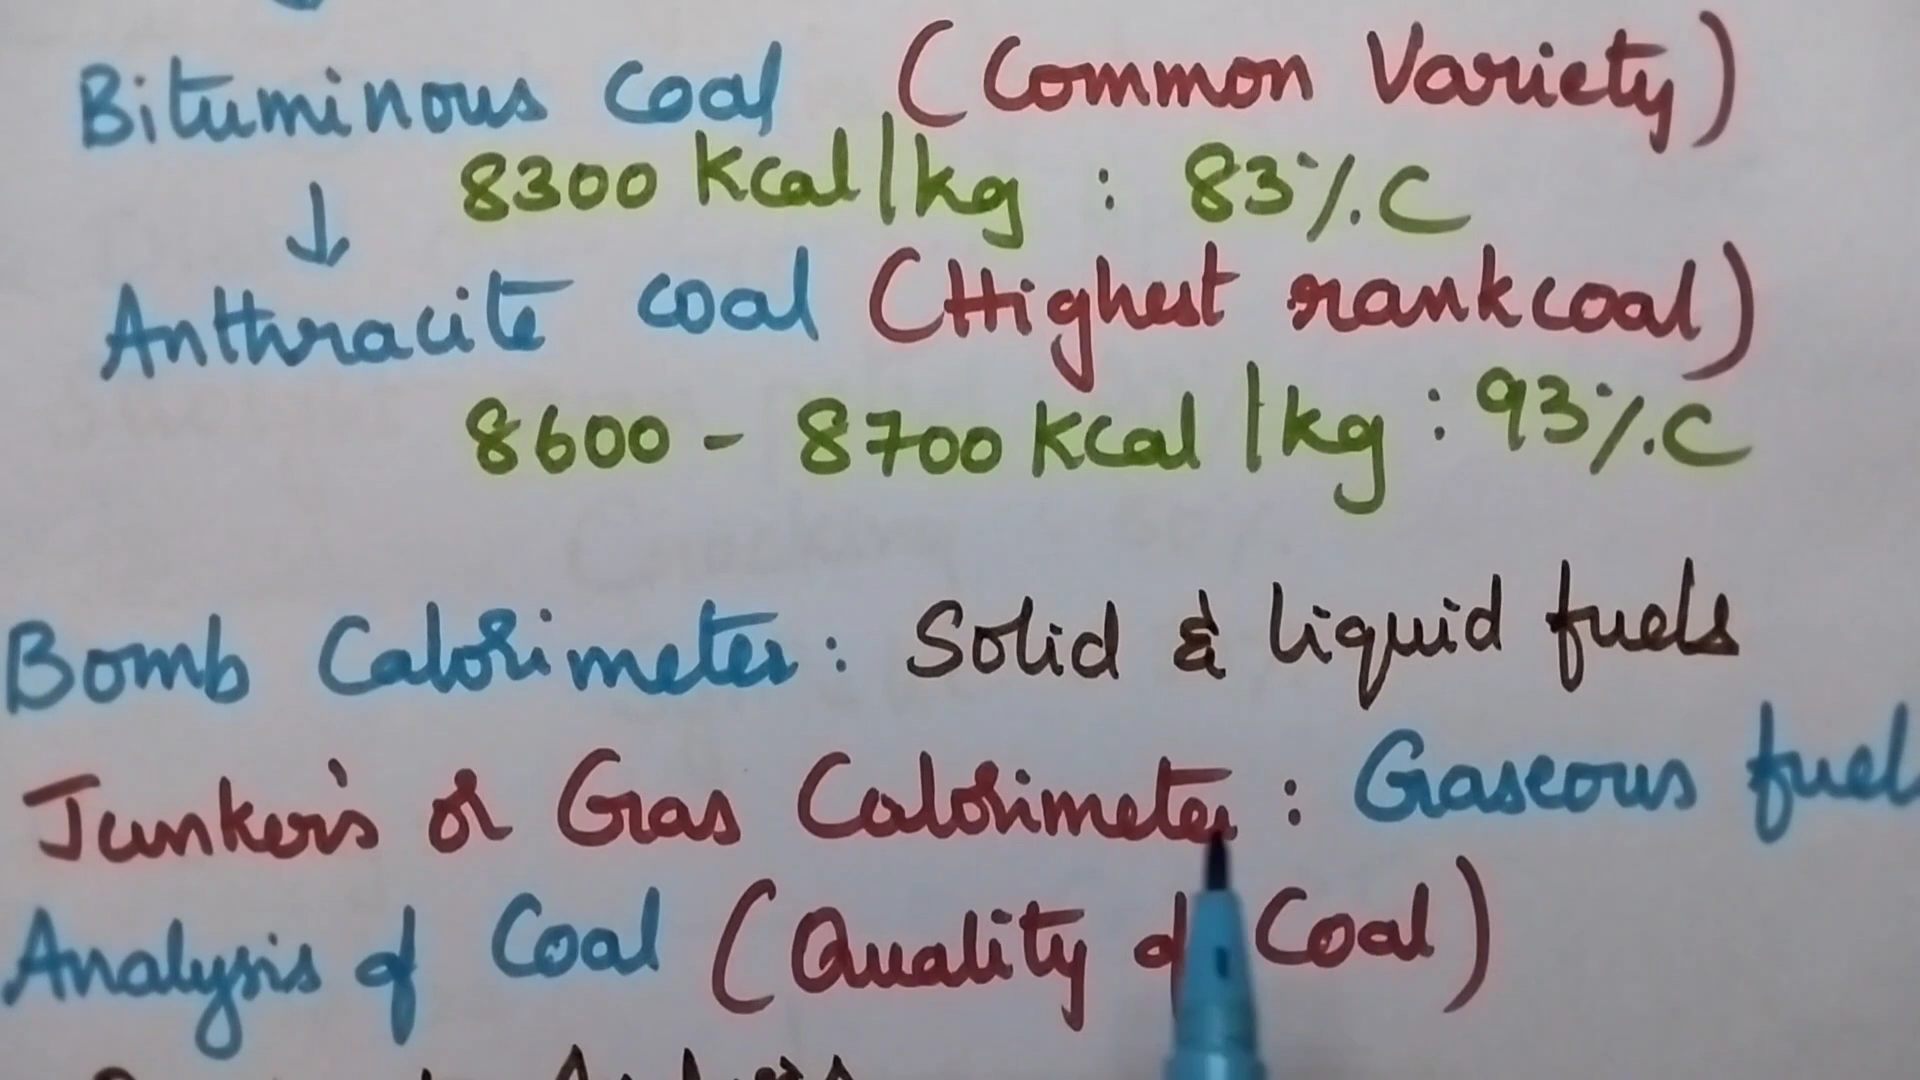 Bituminous coal (Common Variety)
8300 Kcal/kg : 83% C
↓
Anthracite coal (Highest rank coal)
8600 - 8700 Kcal/kg : 93% C
Bomb Calorimeter : Solid & liquid fuels
Junker's or Gas Calorimeter : Gaseous fuel
Analysis of Coal (Quality of Coal)
Analysis